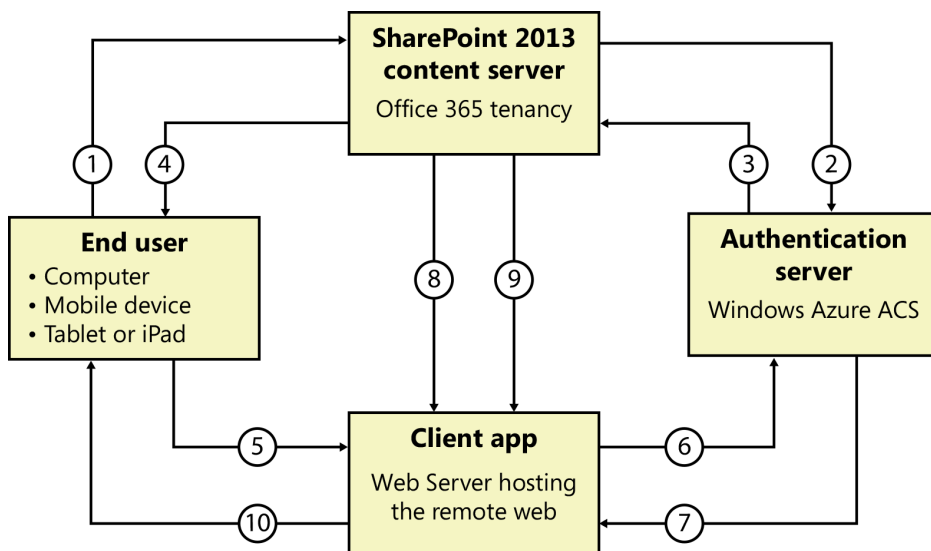 SharePoint 2013
content server
Office 365 tenancy
1
4
3
2
End user
• Computer
• Mobile device
• Tablet or iPad
8
9
Authentication
server
Windows Azure ACS
5
6
Client app
Web Server hosting
the remote web
10
7